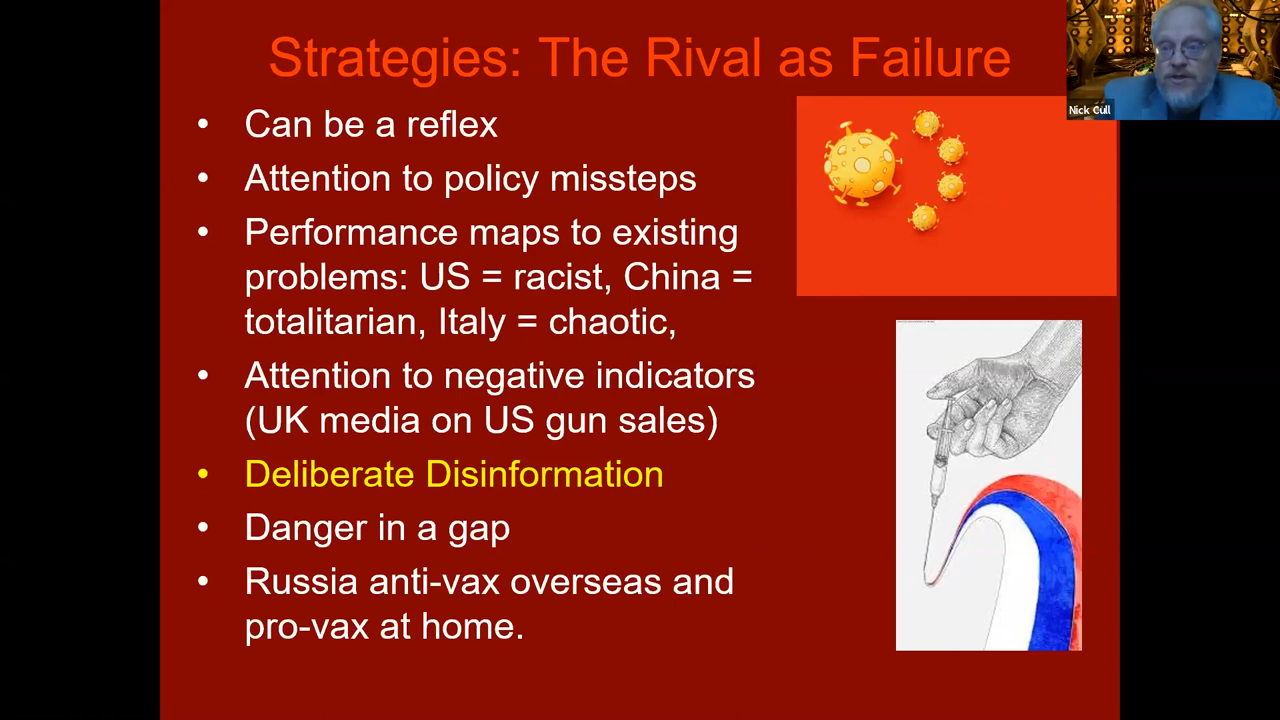 Strategies: The Rival as Failure
Nick Cull
• Can be a reflex
• Attention to policy missteps
• Performance maps to existing
problems: US = racist, China =
totalitarian, Italy = chaotic,
• Attention to negative indicators
(UK media on US gun sales)
• Deliberate Disinformation
• Danger in a gap
• Russia anti-vax overseas and
pro-vax at home.